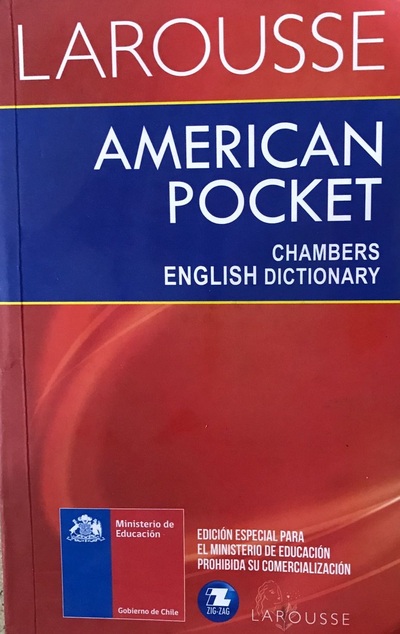 LAROUSSE
AMERICAN
POCKET
CHAMBERS
ENGLISH DICTIONARY
Ministerio de
Educación
Gobierno de Chile
EDICIÓN ESPECIAL PARA
EL MINISTERIO DE EDUCACIÓN
PROHIBIDA SU COMERCIALIZACIÓN
ZIG-ZAG
LAROUSSE